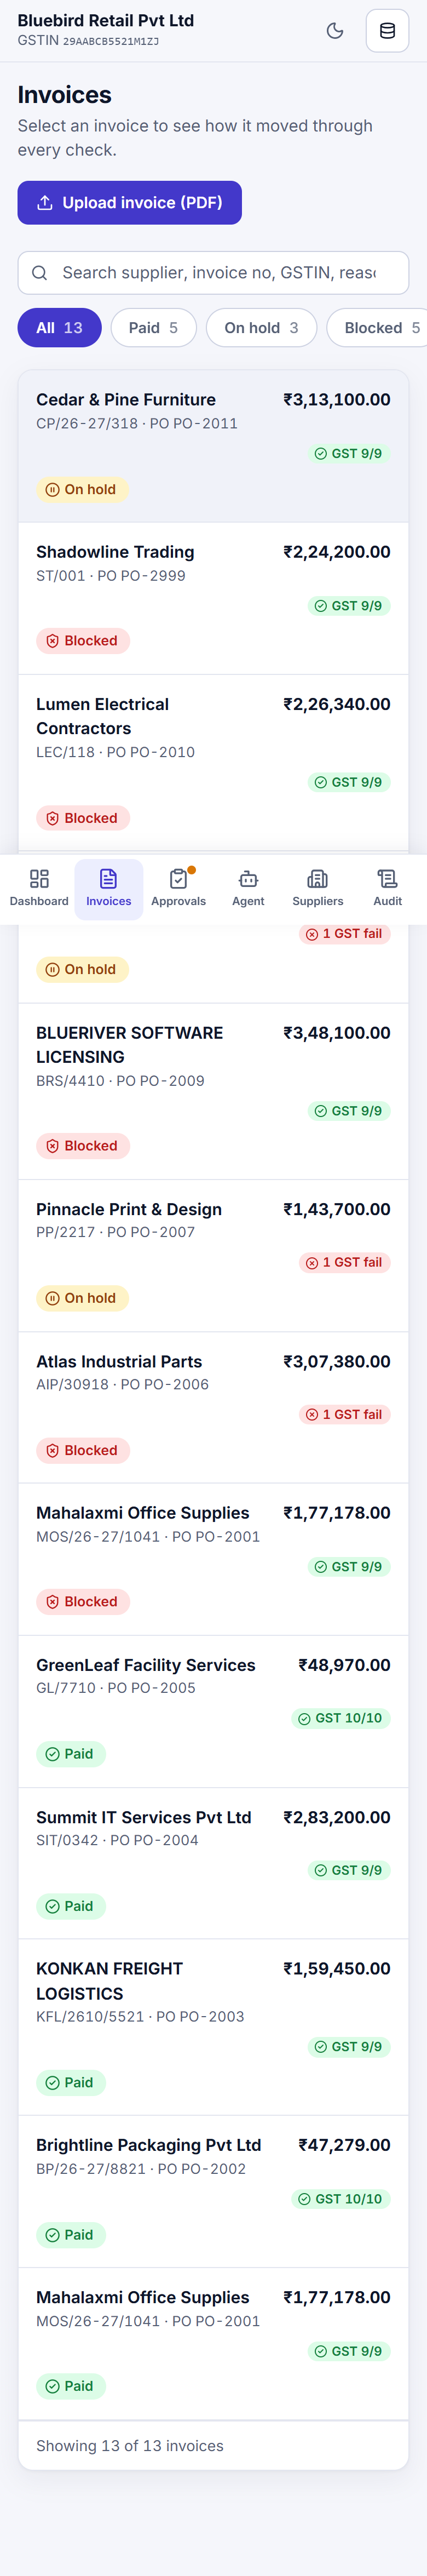 Bluebird Retail Pvt Ltd
GSTIN 29AABCB5521M1ZJ
Invoices
Select an invoice to see how it moved through
every check.
Upload invoice (PDF)
Search supplier, invoice no, GSTIN, reas
All 13
Paid 5
On hold 3
Blocked 5
Cedar & Pine Furniture
₹3,13,100.00
CP/26-27/318 · PO PO-2011
GST 9/9
On hold
Shadowline Trading
₹2,24,200.00
ST/001 · PO PO-2999
GST 9/9
Blocked
Lumen Electrical
Contractors
₹2,26,340.00
LEC/118 · PO PO-2010
GST 9/9
Blocked
Dashboard
Invoices
Approvals
Agent
Suppliers
Audit
1 GST fail
On hold
BLUERIVER SOFTWARE
LICENSING
₹3,48,100.00
BRS/4410 · PO PO-2009
GST 9/9
Blocked
Pinnacle Print & Design
₹1,43,700.00
PP/2217 · PO PO-2007
1 GST fail
On hold
Atlas Industrial Parts
₹3,07,380.00
AIP/30918 · PO PO-2006
1 GST fail
Blocked
Mahalaxmi Office Supplies
₹1,77,178.00
MOS/26-27/1041 · PO PO-2001
GST 9/9
Blocked
GreenLeaf Facility Services
₹48,970.00
GL/7710 · PO PO-2005
GST 10/10
Paid
Summit IT Services Pvt Ltd
₹2,83,200.00
SIT/0342 · PO PO-2004
GST 9/9
Paid
KONKAN FREIGHT
LOGISTICS
₹1,59,450.00
KFL/2610/5521 · PO PO-2003
GST 9/9
Paid
Brightline Packaging Pvt Ltd
₹47,279.00
BP/26-27/8821 · PO PO-2002
GST 10/10
Paid
Mahalaxmi Office Supplies
₹1,77,178.00
MOS/26-27/1041 · PO PO-2001
GST 9/9
Paid
Showing 13 of 13 invoices